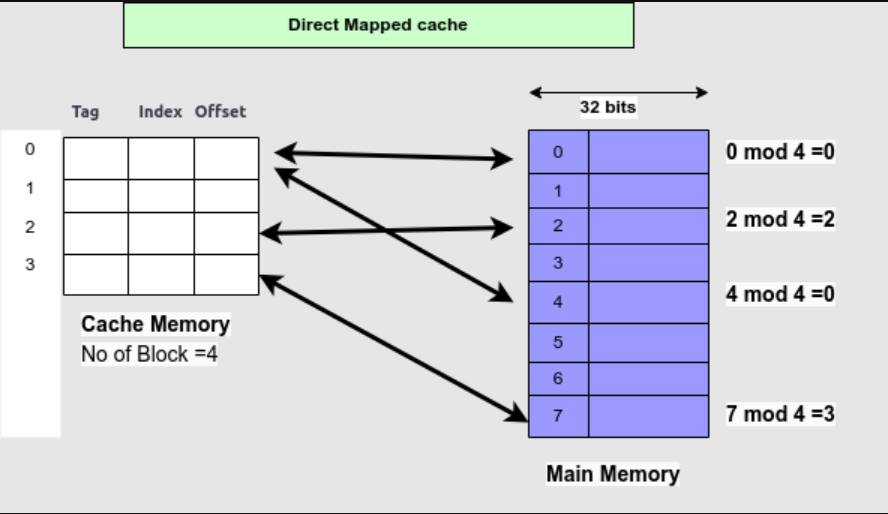 Direct Mapped cache
Tag Index Offset
32 bits
0
1
2
3
0
1
2
3
4
5
6
7
0 mod 4 =0
2 mod 4 =2
4 mod 4 =0
7 mod 4 =3
Cache Memory
No of Block =4
Main Memory